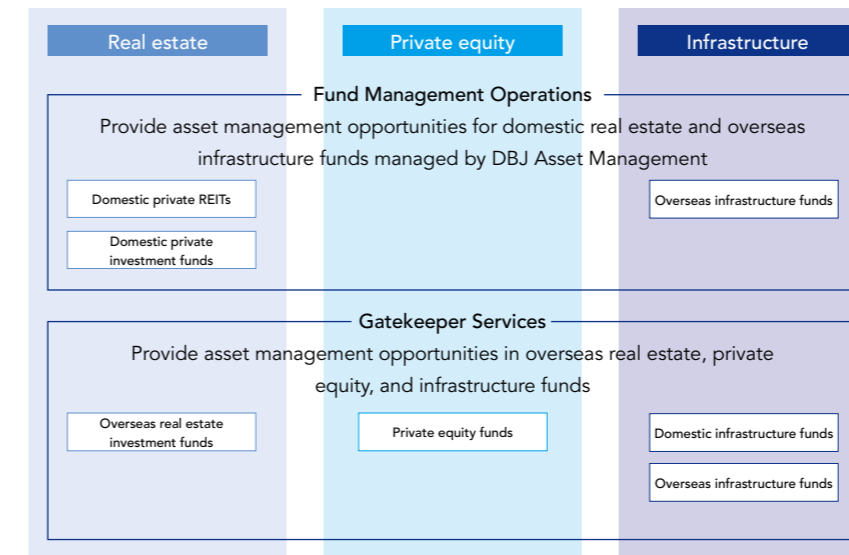 Real estate
Private equity
Infrastructure
Fund Management Operations
Provide asset management opportunities for domestic real estate and overseas
infrastructure funds managed by DBJ Asset Management
Domestic private REITs
Overseas infrastructure funds
Domestic private
investment funds
Gatekeeper Services
Provide asset management opportunities in overseas real estate, private
equity, and infrastructure funds
Overseas real estate
investment funds
Private equity funds
Domestic infrastructure funds
Overseas infrastructure funds